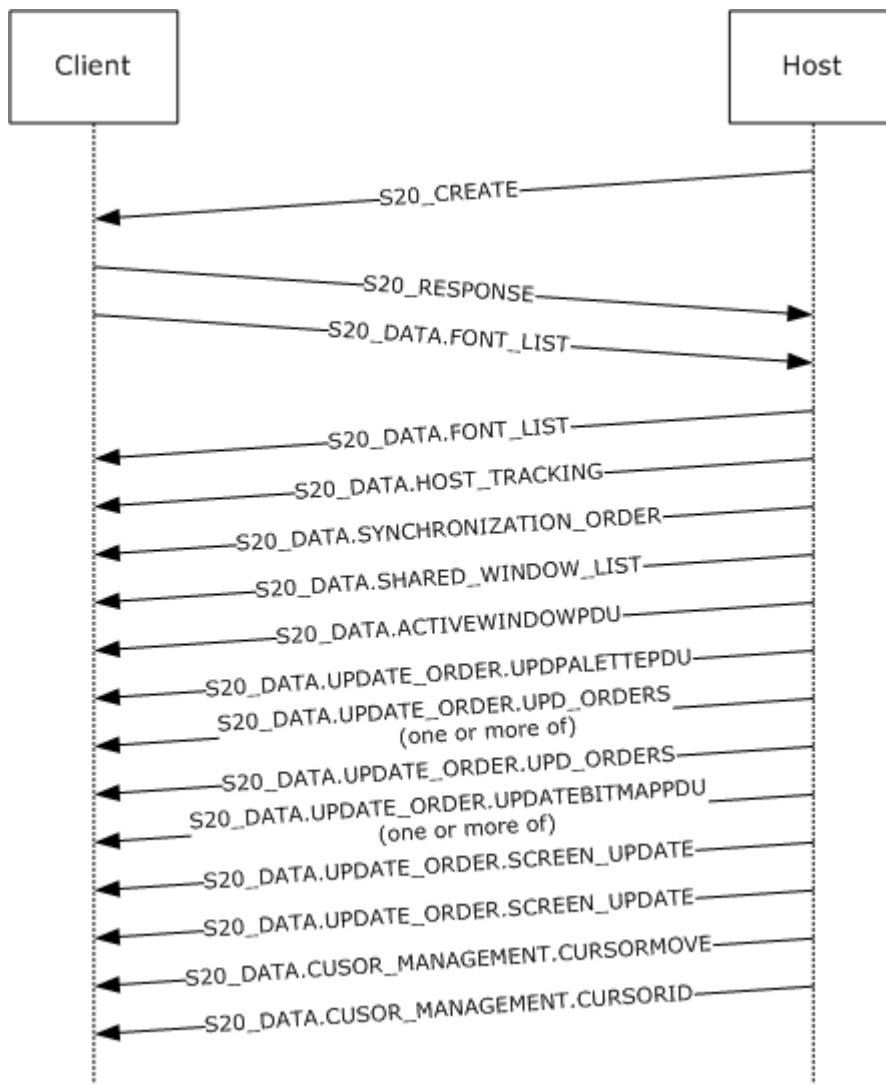 Client
Host
S20_CREATE
S20_RESPONSE
S20_DATA.FONT_LIST
S20_DATA.FONT_LIST
S20_DATA.HOST_TRACKING
S20_DATA.SYNCHRONIZATION_ORDER
S20_DATA.SHARED_WINDOW_LIST
S20_DATA.ACTIVEWINDOWPDU
S20_DATA.UPDATE_ORDER.UPDPALETTEPDU
S20_DATA.UPDATE_ORDER.UPD_ORDERS
(one or more of)
S20_DATA.UPDATE_ORDER.UPD_ORDERS
S20_DATA.UPDATE_ORDER.UPDATEBITMAPPDU
(one or more of)
S20_DATA.UPDATE_ORDER.SCREEN_UPDATE
S20_DATA.UPDATE_ORDER.SCREEN_UPDATE
S20_DATA.CUSOR_MANAGEMENT.CURSORMOVE
S20_DATA.CUSOR_MANAGEMENT.CURSORID